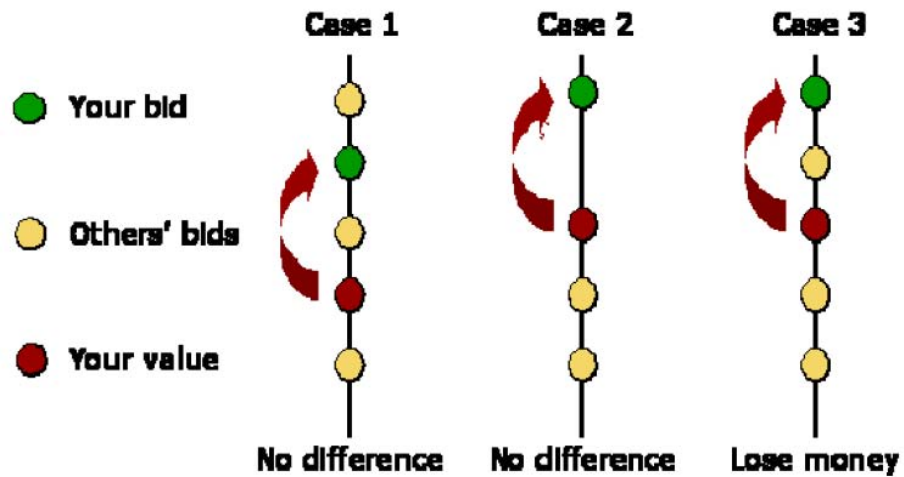 Case 1
Case 2
Case 3
Your bid
Others' bids
Your value
No difference
No difference
Lose money